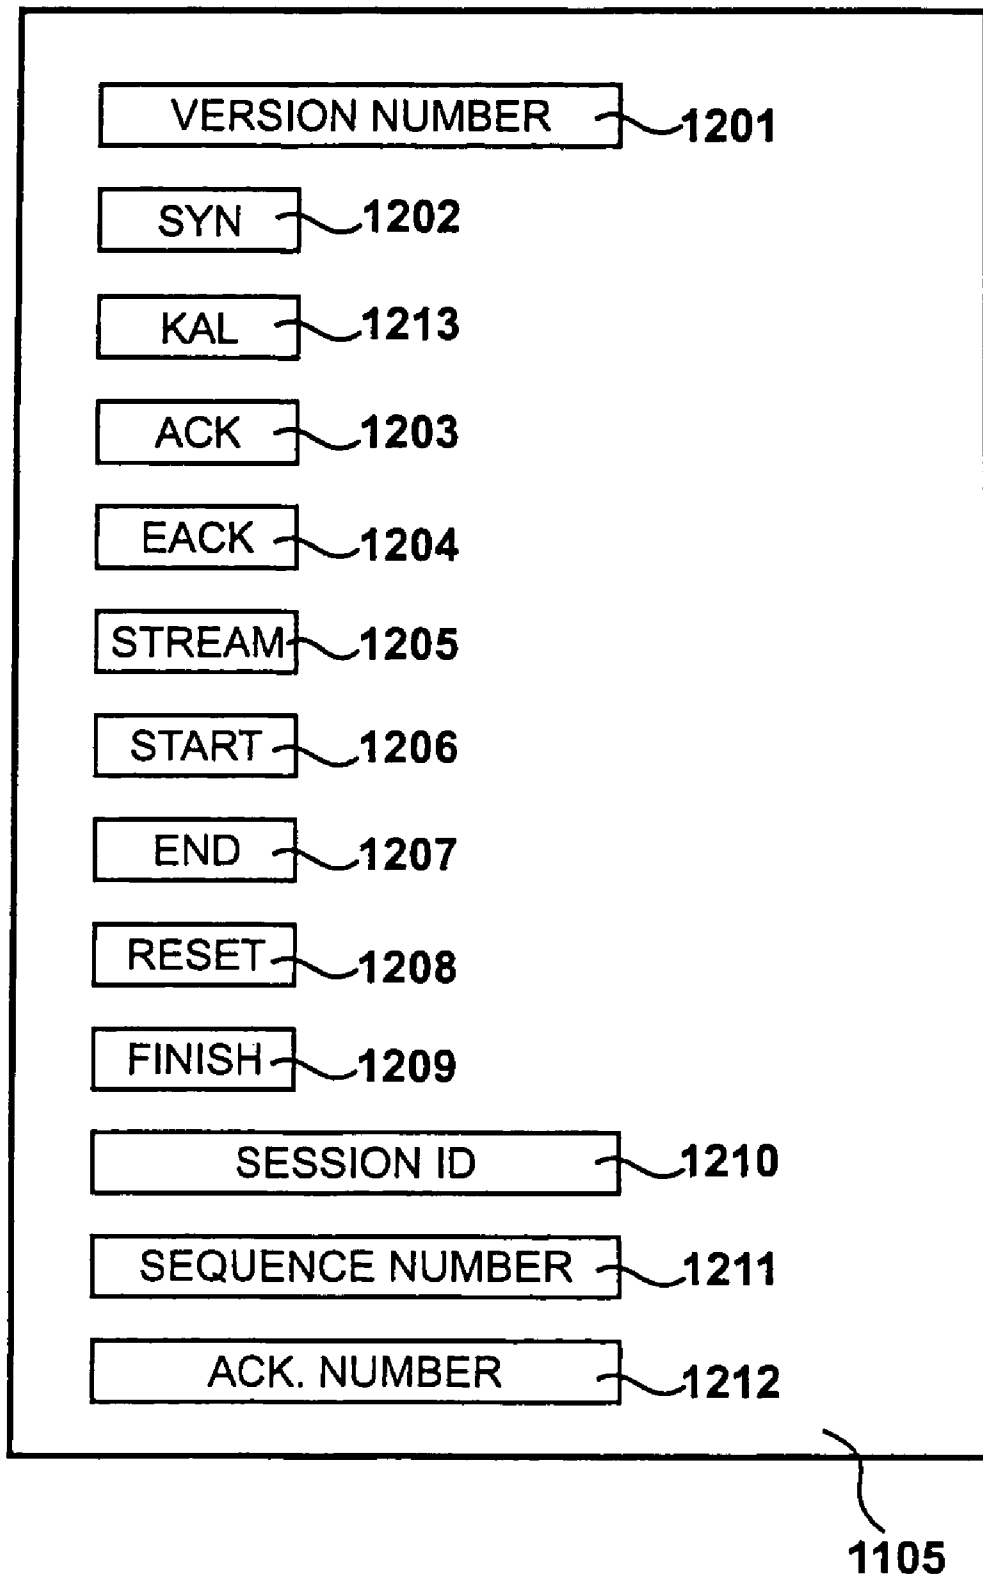 VERSION NUMBER 1201
SYN 1202
KAL 1213
ACK 1203
EACK 1204
STREAM 1205
START 1206
END 1207
RESET 1208
FINISH 1209
SESSION ID 1210
SEQUENCE NUMBER 1211
ACK. NUMBER 1212
1105